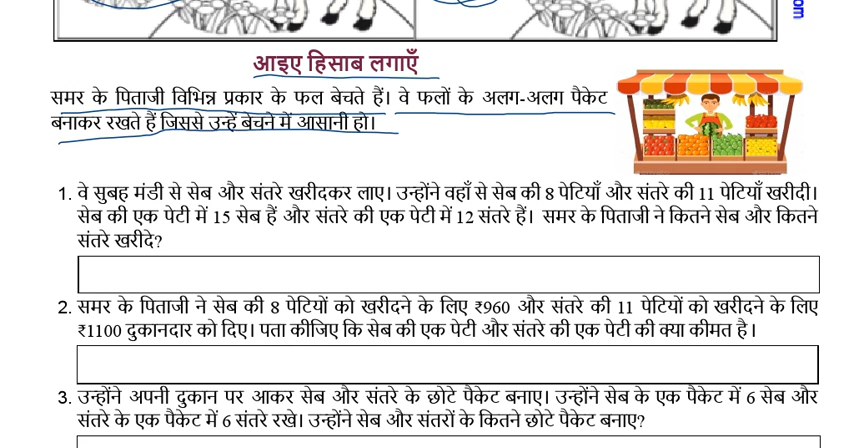 om
आइए हिसाब लगाएँ
समर के पिताजी विभिन्न प्रकार के फल बेचते हैं। वे फलों के अलग-अलग पैकेट
बनाकर रखते हैं जिससे उन्हें बेचने में आसानी हो।
1. वे सुबह मंडी से सेब और संतरे खरीदकर लाए। उन्होंने वहाँ से सेब की 8 पेटियाँ और संतरे की 11 पेटियाँ खरीदी।
सेब की एक पेटी में 15 सेब हैं और संतरे की एक पेटी में 12 संतरे हैं। समर के पिताजी ने कितने सेब और कितने
संतरे खरीदे?
2. समर के पिताजी ने सेब की 8 पेटियों को खरीदने के लिए ₹960 और संतरे की 11 पेटियों को खरीदने के लिए
₹1100 दुकानदार को दिए। पता कीजिए कि सेब की एक पेटी और संतरे की एक पेटी की क्या कीमत है।
3. उन्होंने अपनी दुकान पर आकर सेब और संतरे के छोटे पैकेट बनाए। उन्होंने सेब के एक पैकेट में 6 सेब और
संतरे के एक पैकेट में 6 संतरे रखे। उन्होंने सेब और संतरों के कितने छोटे पैकेट बनाए?